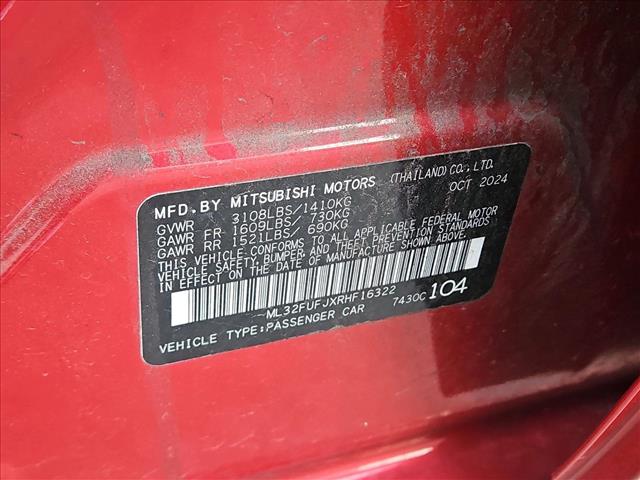 MFD.BY MITSUBISHI MOTORS (THAILAND) CO.,LTD.
GVWR 3108LBS/1410KG OCT 2024
GAWR FR 1609LBS/ 730KG
GAWR RR 1521LBS/ 690KG
THIS VEHICLE CONFORMS TO ALL APPLICABLE FEDERAL MOTOR
VEHICLE SAFETY,BUMPER,AND THEFT PREVENTION STANDARDS
IN EFFECT ON THE DATE OF MANUFACTURE SHOWN ABOVE.
ML32FUFJXRHF16322
VEHICLE TYPE:PASSENGER CAR 7430C 104